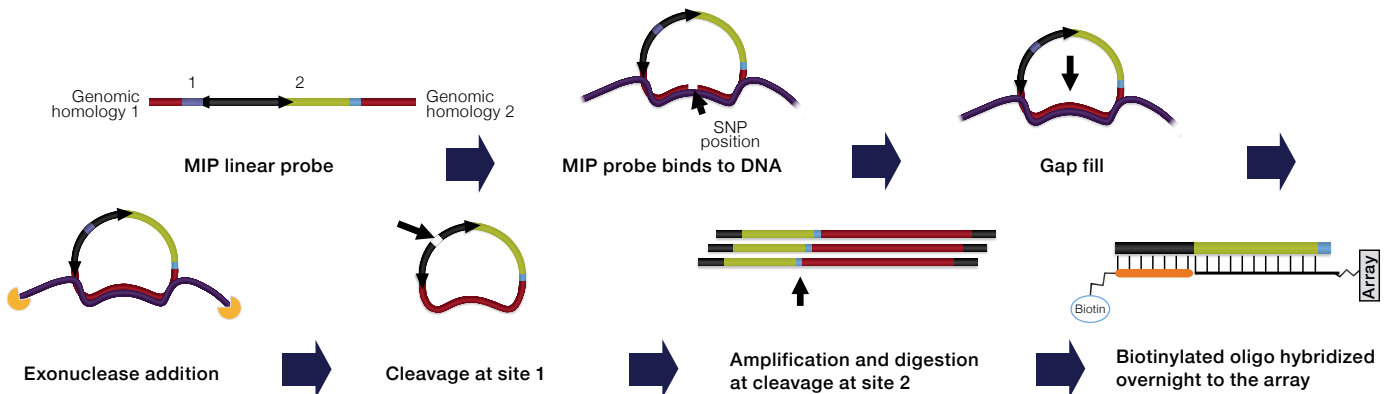 1
2
Genomic
homology 1
Genomic
homology 2
MIP linear probe
SNP
position
MIP probe binds to DNA
Gap fill
Exonuclease addition
Cleavage at site 1
Amplification and digestion
at cleavage at site 2
Biotin
Array
Biotinylated oligo hybridized
overnight to the array